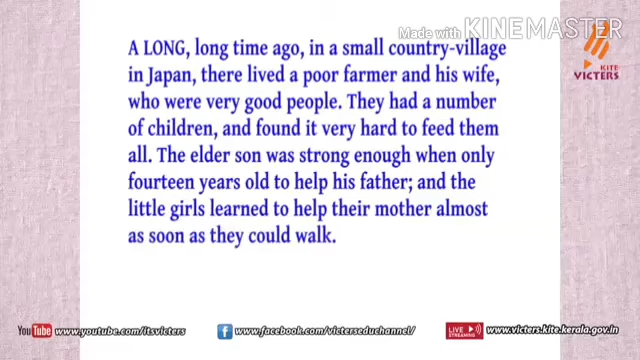 Made with KINEMASTER
A LONG, long time ago, in a small country-village
in Japan, there lived a poor farmer and his wife,
who were very good people. They had a number
of children, and found it very hard to feed them
all. The elder son was strong enough when only
fourteen years old to help his father; and the
little girls learned to help their mother almost
as soon as they could walk.
KITE
VICTERS
YouTube www.youtube.com/itsvicters
f www.facebook.com/victerseduchannel/
LIVE STREAMING www.victers.kite.kerala.gov.in